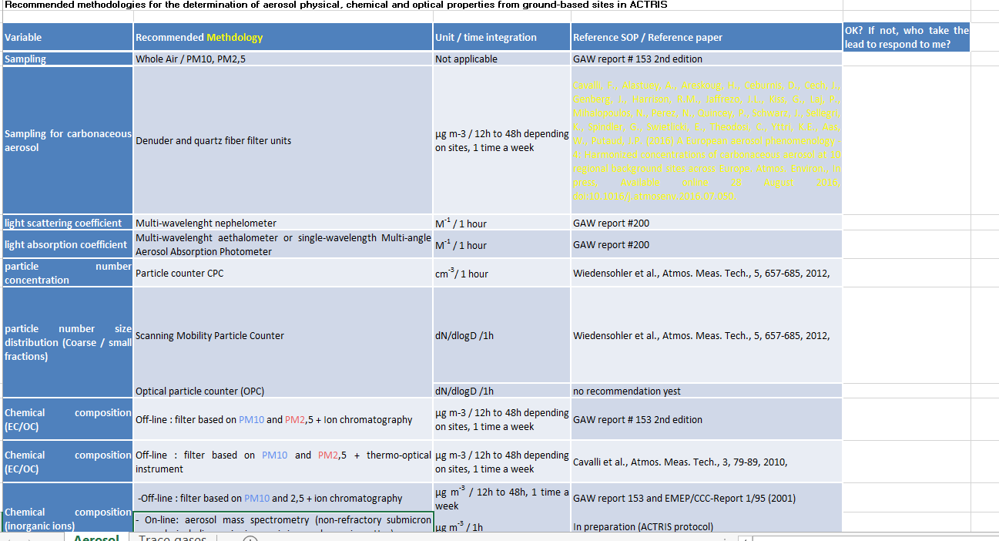 Recommended methodologies for the determination of aerosol physical, chemical and optical properties from ground-based sites in ACTRIS
Variable
Recommended Methdology
Unit / time integration
Reference SOP / Reference paper
OK? If not, who take the
lead to respond to me?
Sampling
Whole Air / PM10, PM2,5
Not applicable
GAW report # 153 2nd edition
Sampling for carbonaceous
aerosol
Denuder and quartz fiber filter units
µg m-3 / 12h to 48h depending
on sites, 1 time a week
Cavalli, F., Alastuey, A., Areskoug, H., Ceburnis, D., Cech, J.,
Genberg, J., Harrison, R.M., Jaffrezo, J.L., Kiss, G., Laj, P.,
Mihalopoulos, N., Perez, N., Quincey, P., Schwarz, J., Sellegri,
K., Spindler, G., Swietlicki, E., Theodosi, C., Yttri, K.E., Aas,
W., Putaud, J.P. (2016) A European aerosol phenomenology -
4: Harmonized concentrations of carbonaceous aerosol at 10
regional background sites across Europe. Atmos. Environ., In
press. Available online 28 August 2016,
doi:10.1016/j.atmosenv.2016.07.050.
light scattering coefficient
Multi-wavelenght nephelometer
M-1 / 1 hour
GAW report #200
light absorption coefficient
Multi-wavelenght aethalometer or single-wavelength Multi-angle
Aerosol Absorption Photometer
M-1 / 1 hour
GAW report #200
particle number
concentration
Particle counter CPC
cm-3/ 1 hour
Wiedensohler et al., Atmos. Meas. Tech., 5, 657-685, 2012,
particle number size
distribution (Coarse / small
fractions)
Scanning Mobility Particle Counter
dN/dlogD /1h
Wiedensohler et al., Atmos. Meas. Tech., 5, 657-685, 2012,
Optical particle counter (OPC)
dN/dlogD /1h
no recommendation yest
Chemical composition
(EC/OC)
Off-line : filter based on PM10 and PM2,5 + Ion chromatography
µg m-3 / 12h to 48h depending
on sites, 1 time a week
GAW report # 153 2nd edition
Chemical composition
(EC/OC)
Off-line : filter based on PM10 and PM2,5 + thermo-optical
instrument
µg m-3 / 12h to 48h depending
on sites, 1 time a week
Cavalli et al., Atmos. Meas. Tech., 3, 79-89, 2010,
Chemical composition
(inorganic ions)
-Off-line : filter based on PM10 and 2,5 + ion chromatography
µg m-3 / 12h to 48h, 1 time a
week
GAW report 153 and EMEP/CCC-Report 1/95 (2001)
- On-line: aerosol mass spectrometry (non-refractory submicron
µg m-3 / 1h
In preparation (ACTRIS protocol)
Aerosol
Trace gases